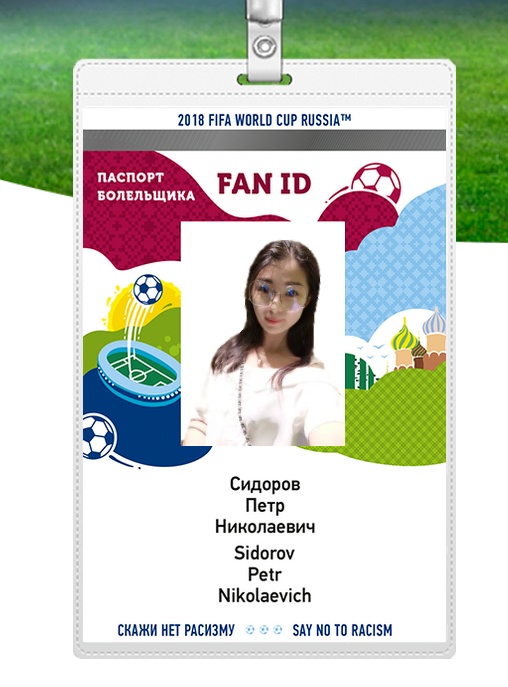 2018 FIFA WORLD CUP RUSSIA™
ПАСПОРТ
БОЛЕЛЬЩИКА
FAN ID
Сидоров
Петр
Николаевич
Sidorov
Petr
Nikolaevich
СКАЖИ НЕТ РАСИЗМУ SAY NO TO RACISM